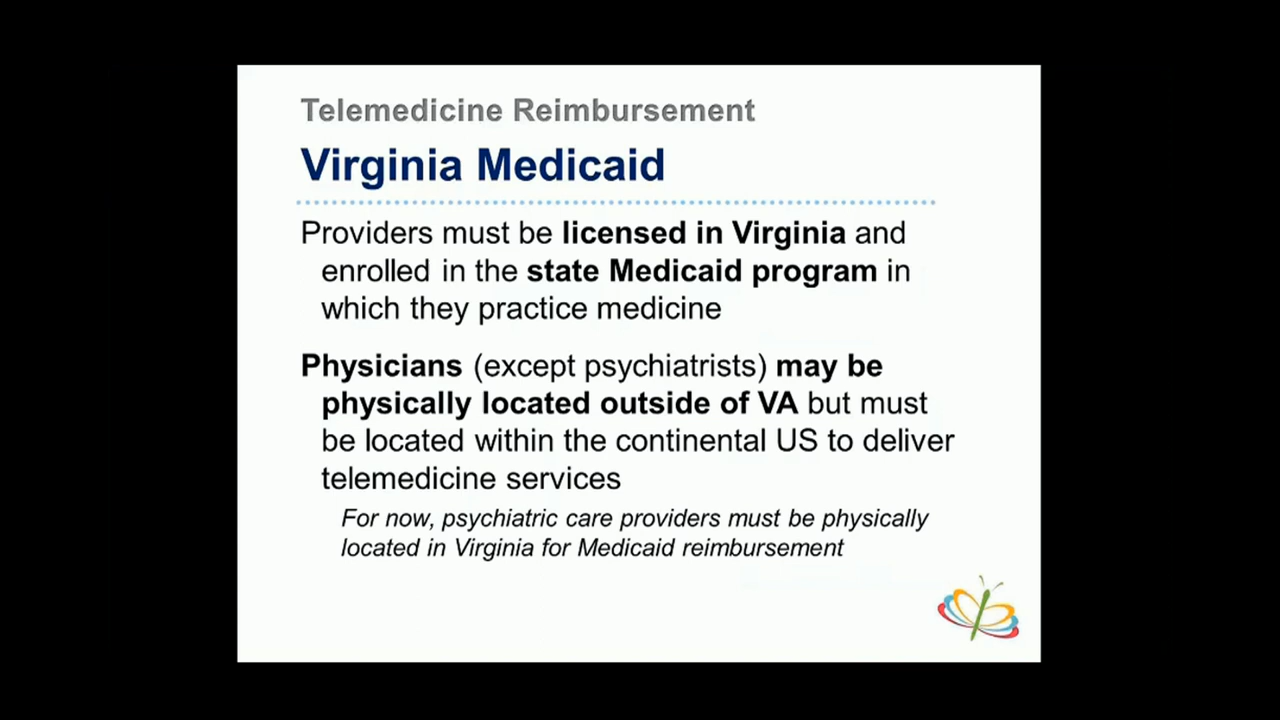 Telemedicine Reimbursement
Virginia Medicaid
Providers must be licensed in Virginia and
enrolled in the state Medicaid program in
which they practice medicine
Physicians (except psychiatrists) may be
physically located outside of VA but must
be located within the continental US to deliver
telemedicine services
For now, psychiatric care providers must be physically
located in Virginia for Medicaid reimbursement